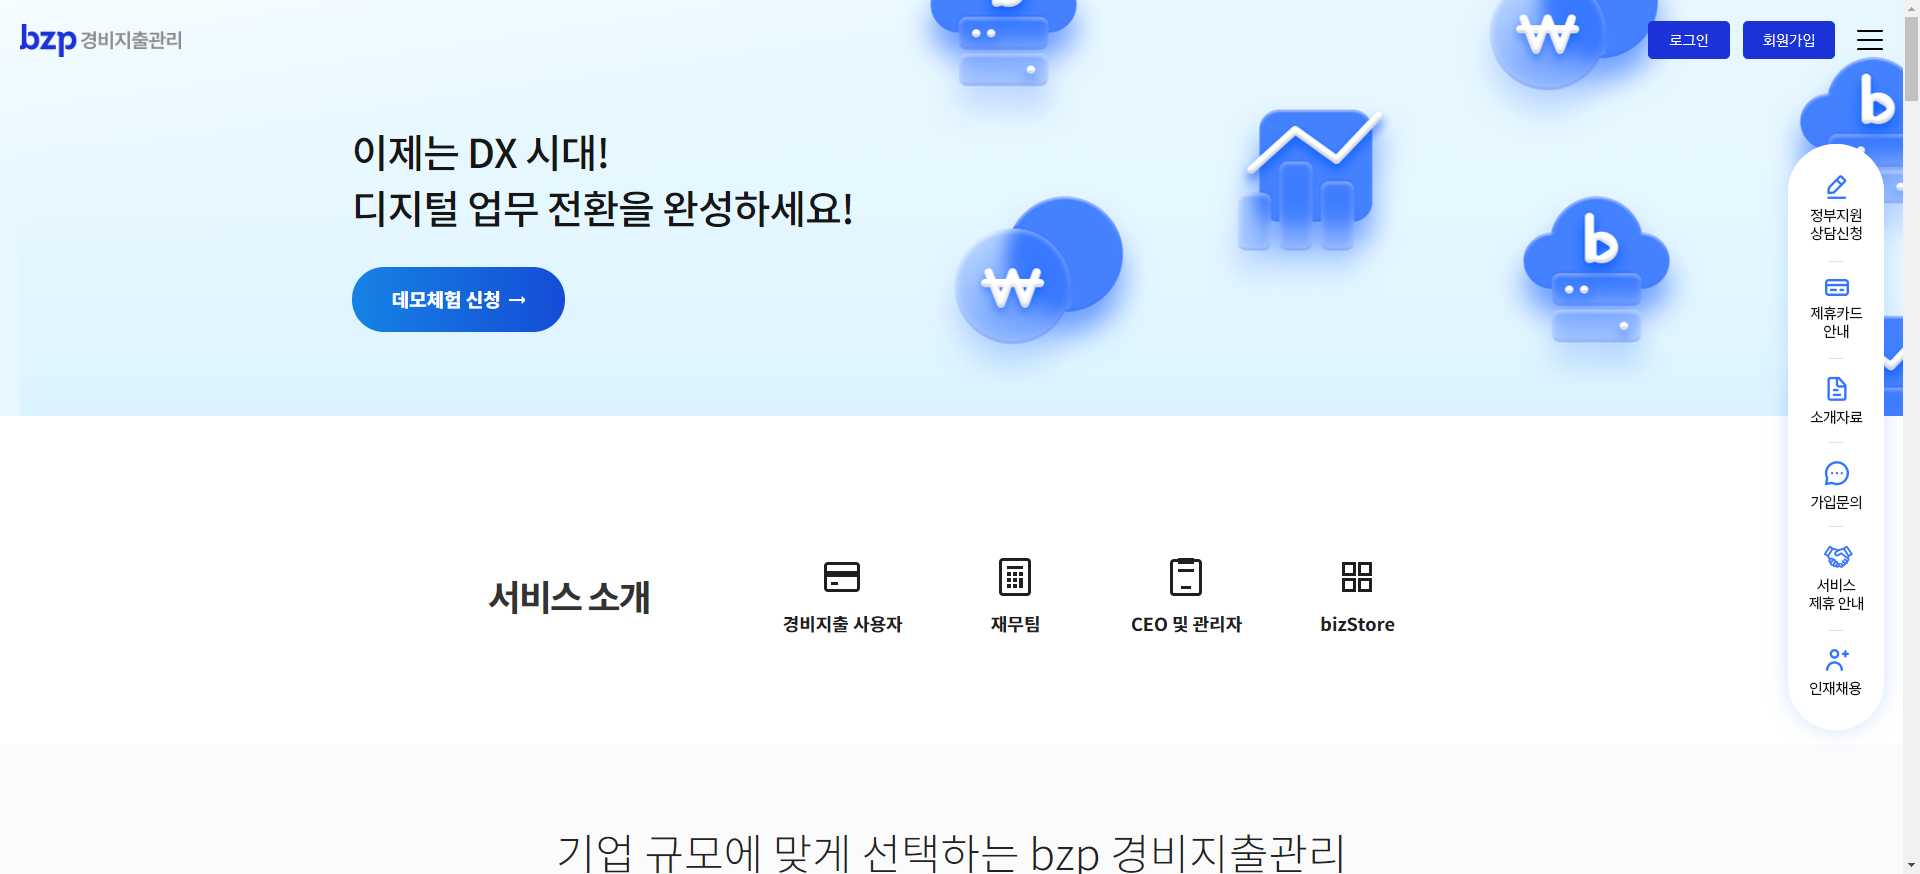 bzp 경비지출관리
로그인
회원가입
이제는 DX 시대!
디지털 업무 전환을 완성하세요!
데모체험 신청 →
정부지원
상담신청
제휴카드
안내
소개자료
가입문의
서비스
제휴 안내
인재채용
서비스 소개
경비지출 사용자
재무팀
CEO 및 관리자
bizStore
기업 규모에 맞게 선택하는 bzp 경비지출관리